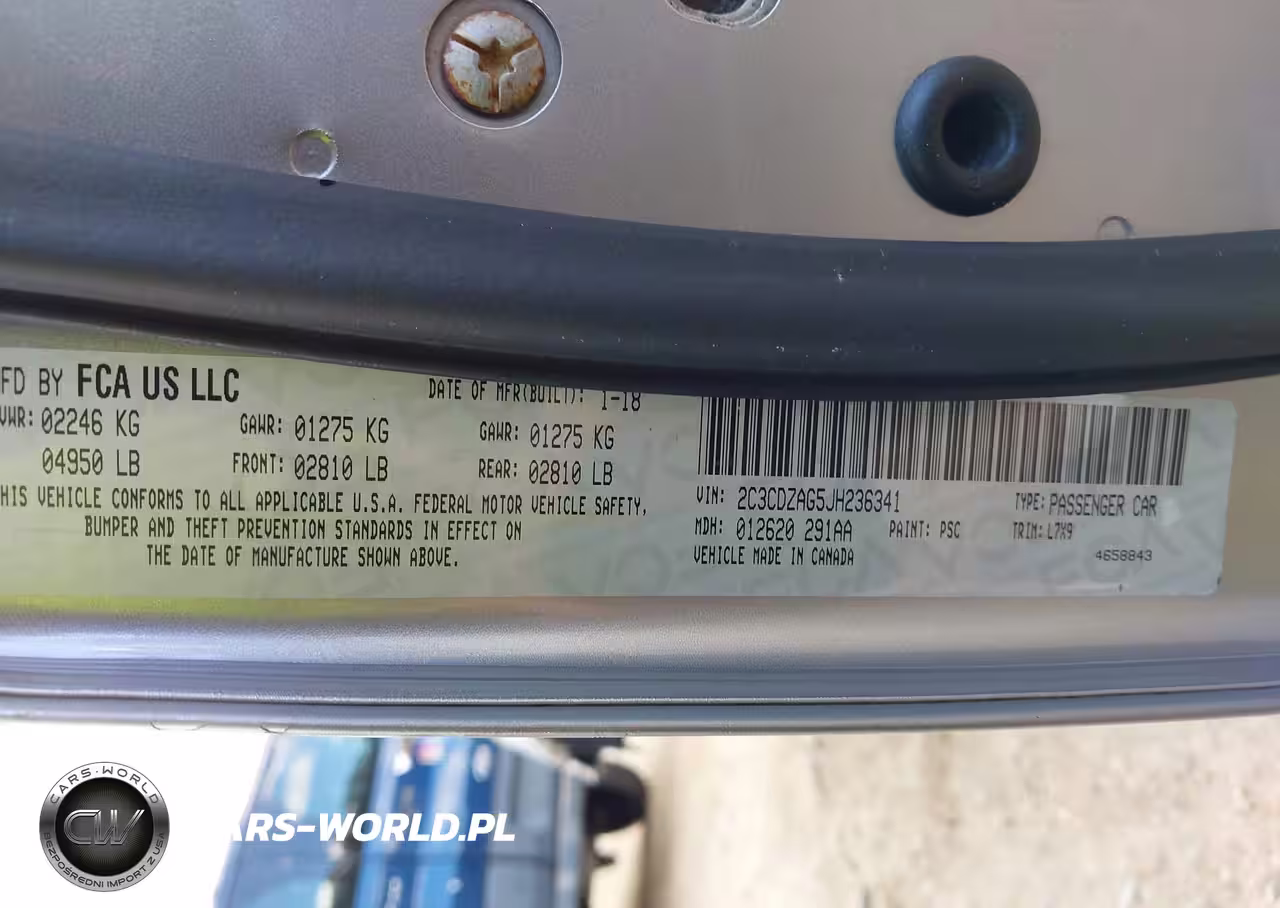 FD BY FCA US LLC
DATE OF MFR(BUILT): 1-18
VWR: 02246 KG
04950 LB
GAWR: 01275 KG
FRONT: 02810 LB
GAWR: 01275 KG
REAR: 02810 LB
HIS VEHICLE CONFORMS TO ALL APPLICABLE U.S.A. FEDERAL MOTOR VEHICLE SAFETY,
BUMPER AND THEFT PREVENTION STANDARDS IN EFFECT ON
THE DATE OF MANUFACTURE SHOWN ABOVE.
VIN: 2C3CDZAG5JH236341
TYPE: PASSENGER CAR
MDH: 012620 291AA
PAINT: PSC
TRIM: L7X9
VEHICLE MADE IN CANADA
4658843
CARS-WORLD
CW
BEZPOŚREDNI IMPORT Z USA
CARS-WORLD.PL